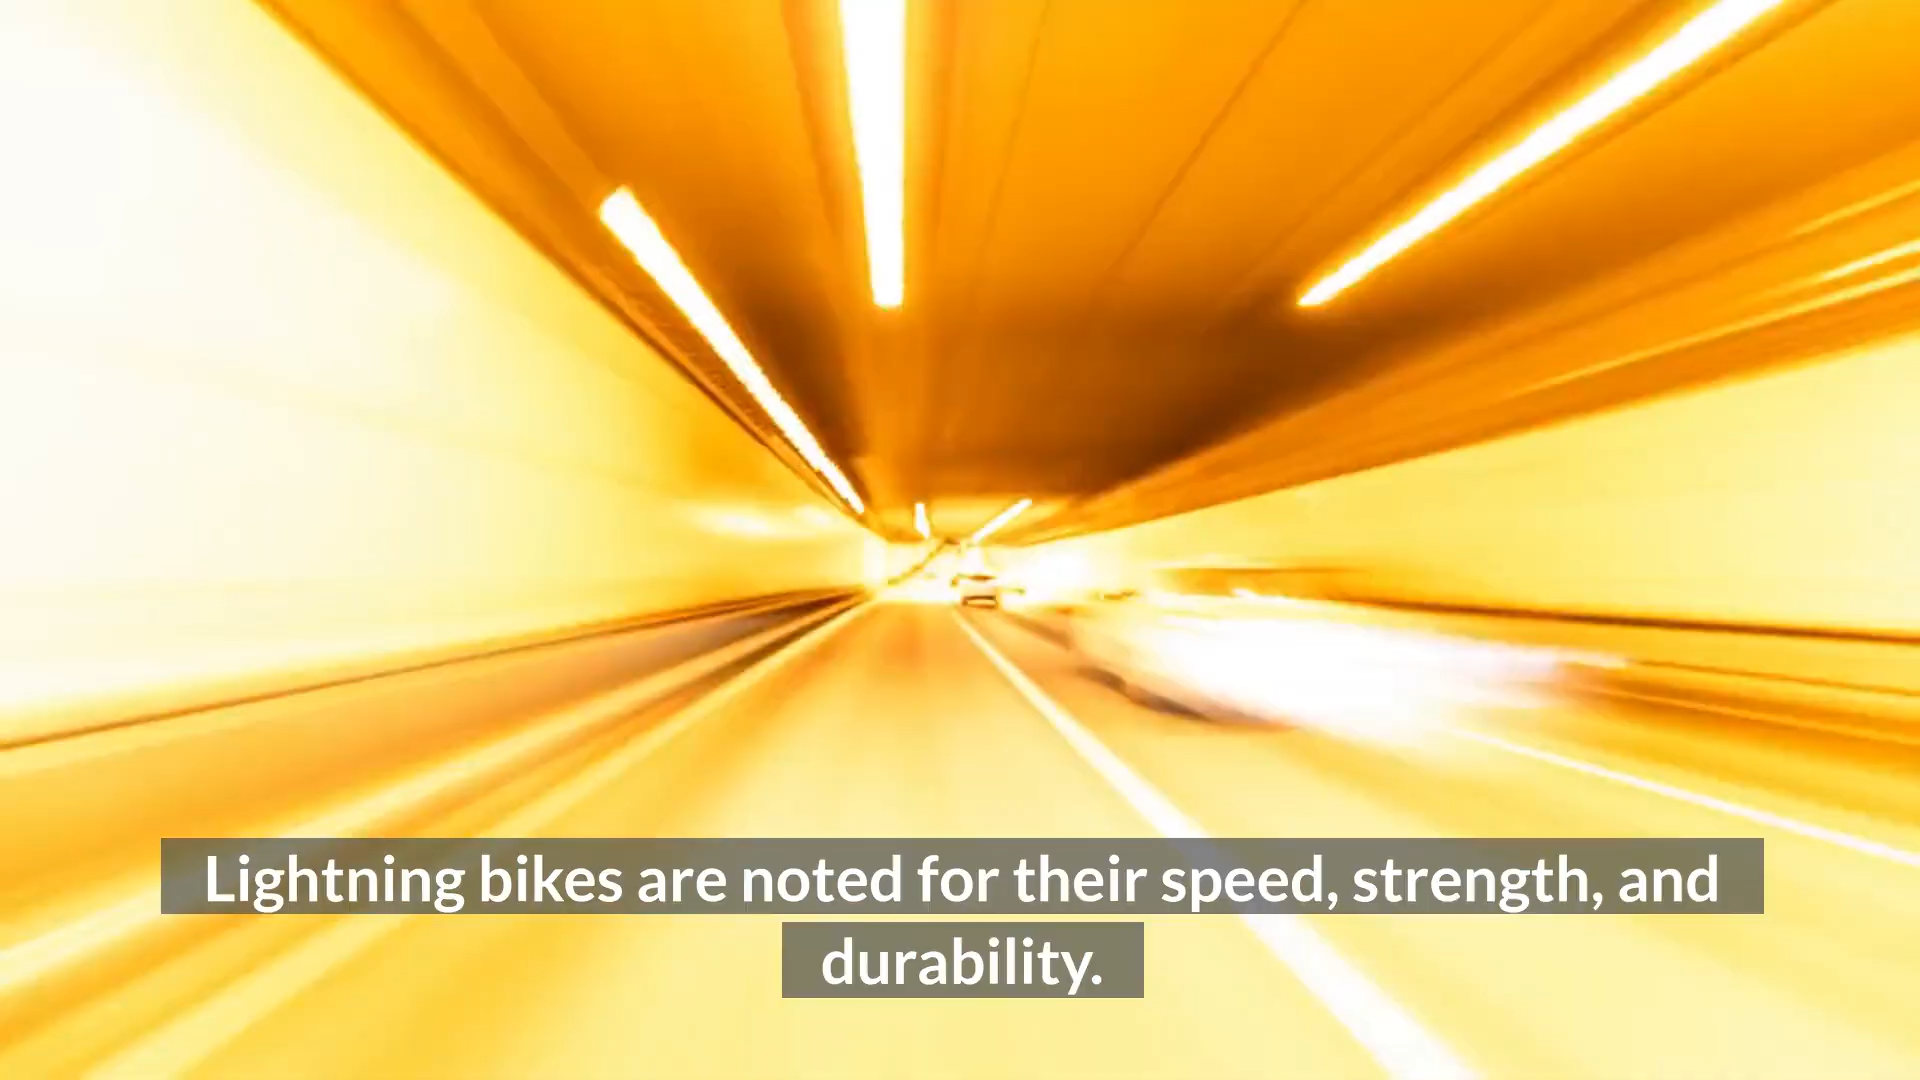 Lightning bikes are noted for their speed, strength, and
durability.